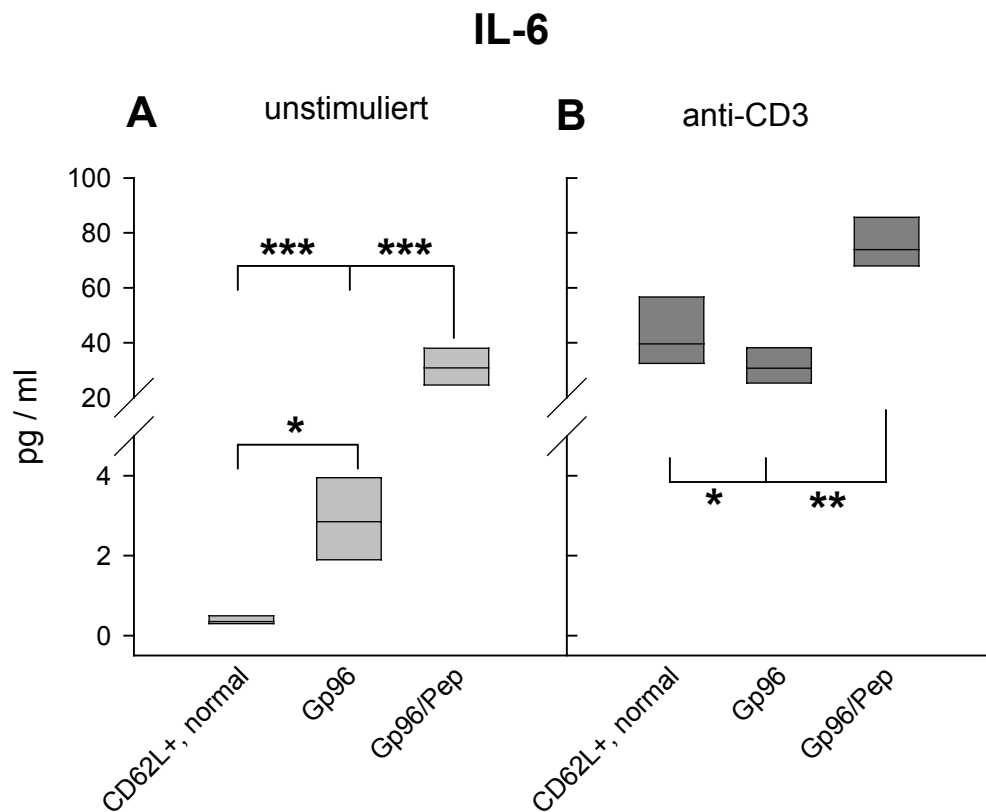 IL-6
A unstimuliert
B anti-CD3
pg / ml
100
80
60
40
20
4
2
0
*** ***
*
* **
CD62L+, normal
Gp96
Gp96/Pep
CD62L+, normal
Gp96
Gp96/Pep